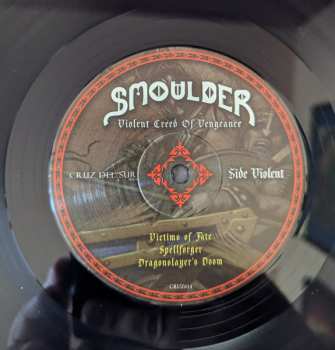 SMOULDER
Violent Creed Of Vengeance
CRUZ DEL SUR
Side Violent
Victims of Fate
Spellforger
Dragonslayer's Doom